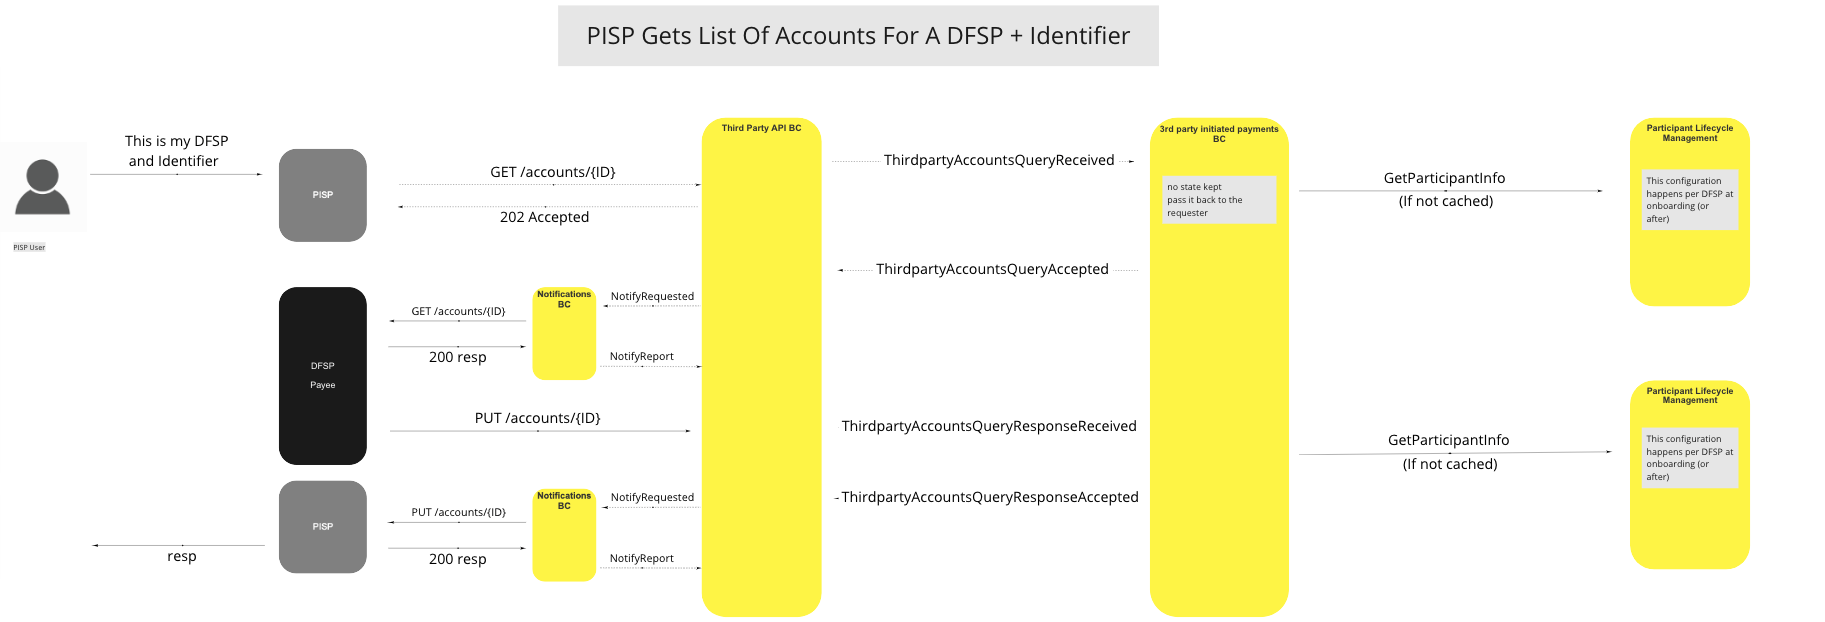 PISP Gets List Of Accounts For A DFSP + Identifier
This is my DFSP
and Identifier
PISP User
PISP
GET /accounts/{ID}
202 Accepted
Third Party API BC
ThirdpartyAccountsQueryReceived
3rd party initiated payments
BC
no state kept
pass it back to the
requester
GetParticipantInfo
(If not cached)
Participant Lifecycle
Management
This configuration
happens per DFSP at
onboarding (or
after)
ThirdpartyAccountsQueryAccepted
DFSP
Payee
GET /accounts/{ID}
200 resp
Notifications
BC
NotifyRequested
NotifyReport
PUT /accounts/{ID}
ThirdpartyAccountsQueryResponseReceived
GetParticipantInfo
(If not cached)
Participant Lifecycle
Management
This configuration
happens per DFSP at
onboarding (or
after)
ThirdpartyAccountsQueryResponseAccepted
resp
PISP
PUT /accounts/{ID}
200 resp
Notifications
BC
NotifyRequested
NotifyReport